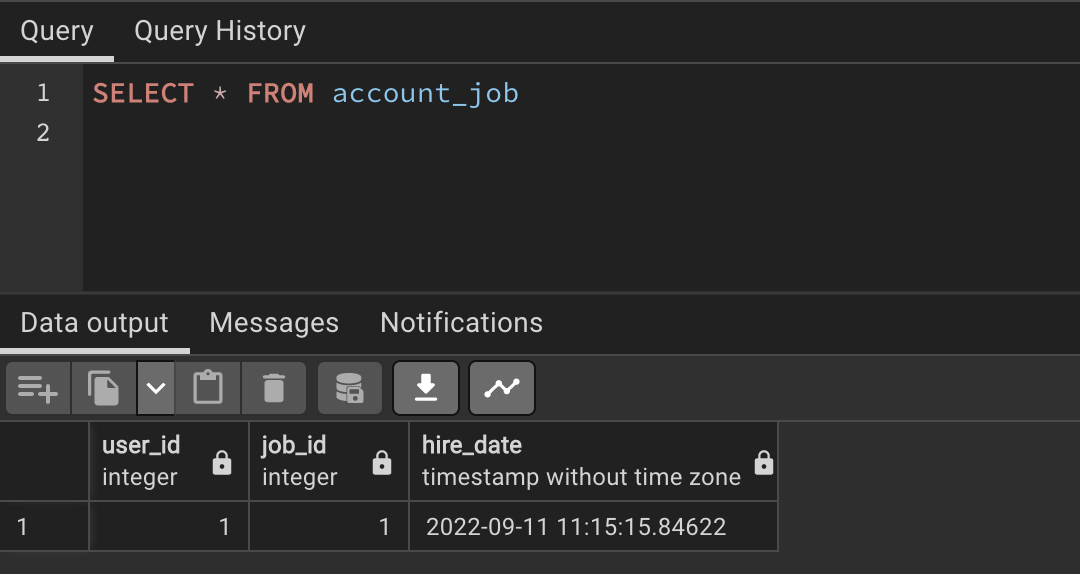 Query Query History
1 SELECT * FROM account_job
2
Data output Messages Notifications
user_id job_id hire_date
integer integer timestamp without time zone
1 1 1 2022-09-11 11:15:15.84622